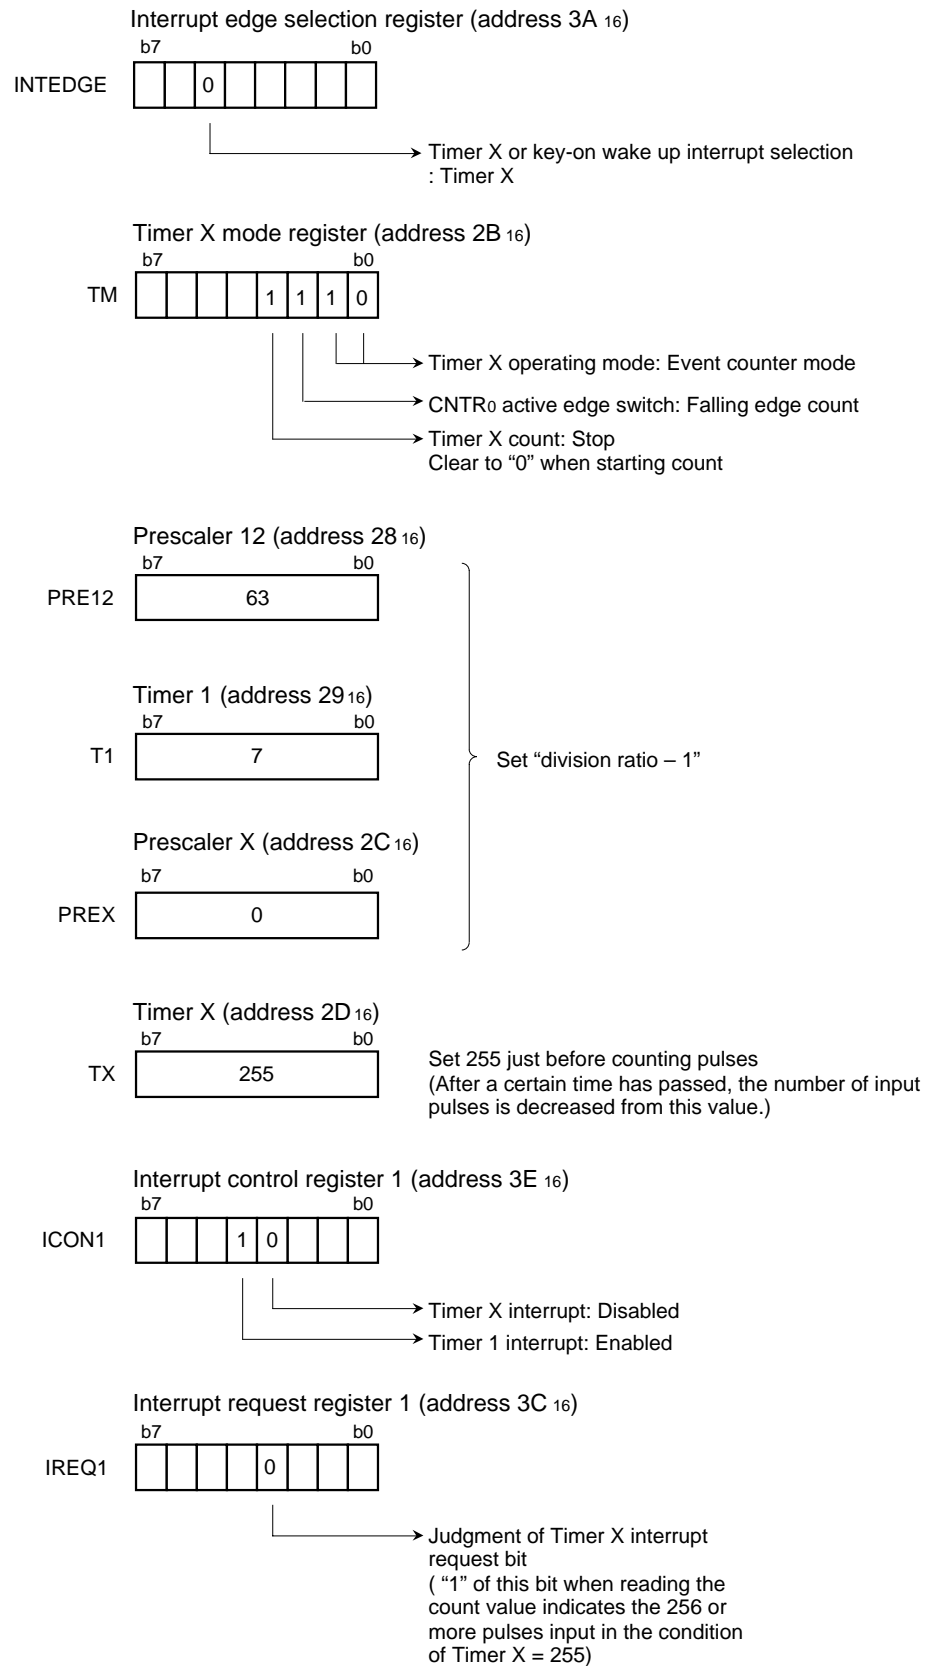 Interrupt edge selection register (address 3A 16)
b7 b0
INTEDGE 0
Timer X or key-on wake up interrupt selection
: Timer X
Timer X mode register (address 2B 16)
b7 b0
TM 1 1 1 0
Timer X operating mode: Event counter mode
CNTR0 active edge switch: Falling edge count
Timer X count: Stop
Clear to “0” when starting count
Prescaler 12 (address 28 16)
b7 b0
PRE12 63
Timer 1 (address 29 16)
b7 b0
T1 7
Set “division ratio – 1”
Prescaler X (address 2C 16)
b7 b0
PREX 0
Timer X (address 2D 16)
b7 b0
TX 255
Set 255 just before counting pulses
(After a certain time has passed, the number of input
pulses is decreased from this value.)
Interrupt control register 1 (address 3E 16)
b7 b0
ICON1 1 0
Timer X interrupt: Disabled
Timer 1 interrupt: Enabled
Interrupt request register 1 (address 3C 16)
b7 b0
IREQ1 0
Judgment of Timer X interrupt
request bit
( “1” of this bit when reading the
count value indicates the 256 or
more pulses input in the condition
of Timer X = 255)